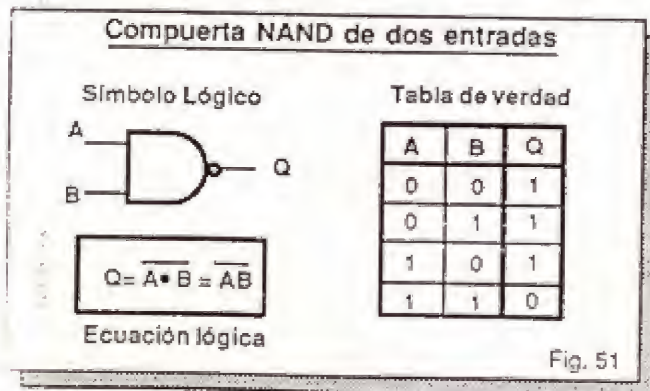 Compuerta NAND de dos entradas
Símbolo Lógico
A
B
Q
Q= A • B = AB
Ecuación lógica
Tabla de verdad
A B Q
0 0 1
0 1 1
1 0 1
1 1 0
Fig. 51